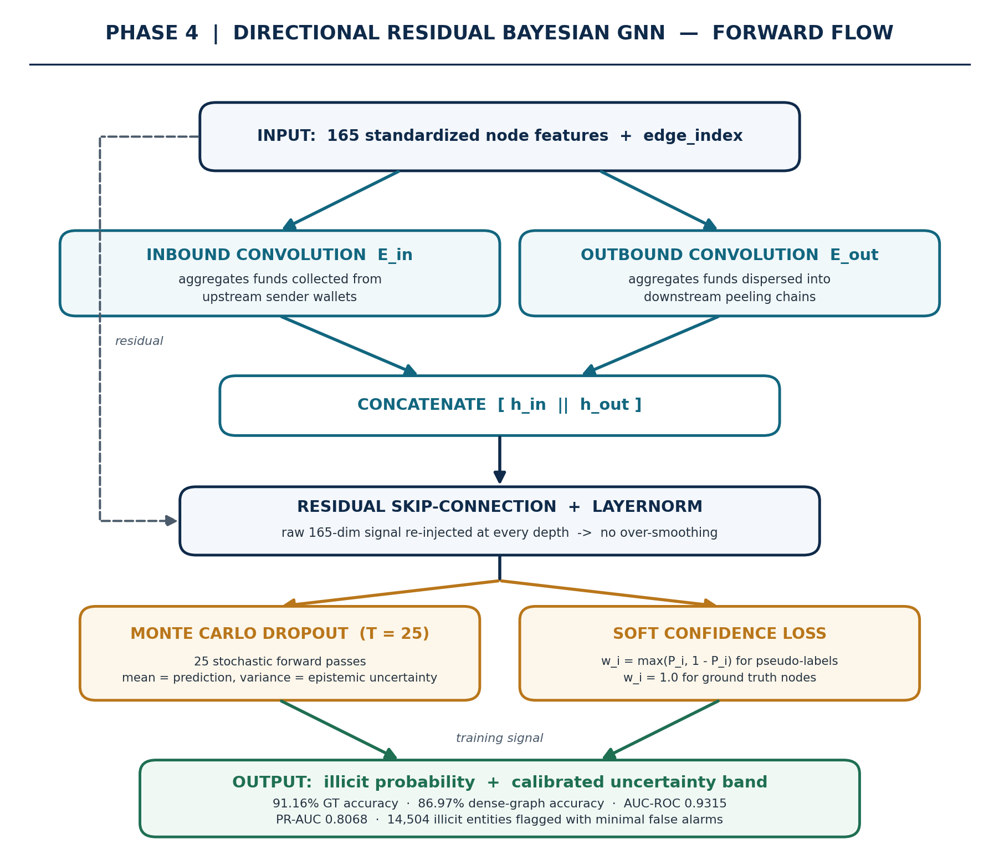 PHASE 4 | DIRECTIONAL RESIDUAL BAYESIAN GNN — FORWARD FLOW
INPUT: 165 standardized node features + edge_index
INBOUND CONVOLUTION E_in
aggregates funds collected from
upstream sender wallets
OUTBOUND CONVOLUTION E_out
aggregates funds dispersed into
downstream peeling chains
residual
CONCATENATE [ h_in || h_out ]
RESIDUAL SKIP-CONNECTION + LAYERNORM
raw 165-dim signal re-injected at every depth -> no over-smoothing
MONTE CARLO DROPOUT (T = 25)
25 stochastic forward passes
mean = prediction, variance = epistemic uncertainty
SOFT CONFIDENCE LOSS
w_i = max(P_i, 1 - P_i) for pseudo-labels
w_i = 1.0 for ground truth nodes
training signal
OUTPUT: illicit probability + calibrated uncertainty band
91.16% GT accuracy · 86.97% dense-graph accuracy · AUC-ROC 0.9315
PR-AUC 0.8068 · 14,504 illicit entities flagged with minimal false alarms